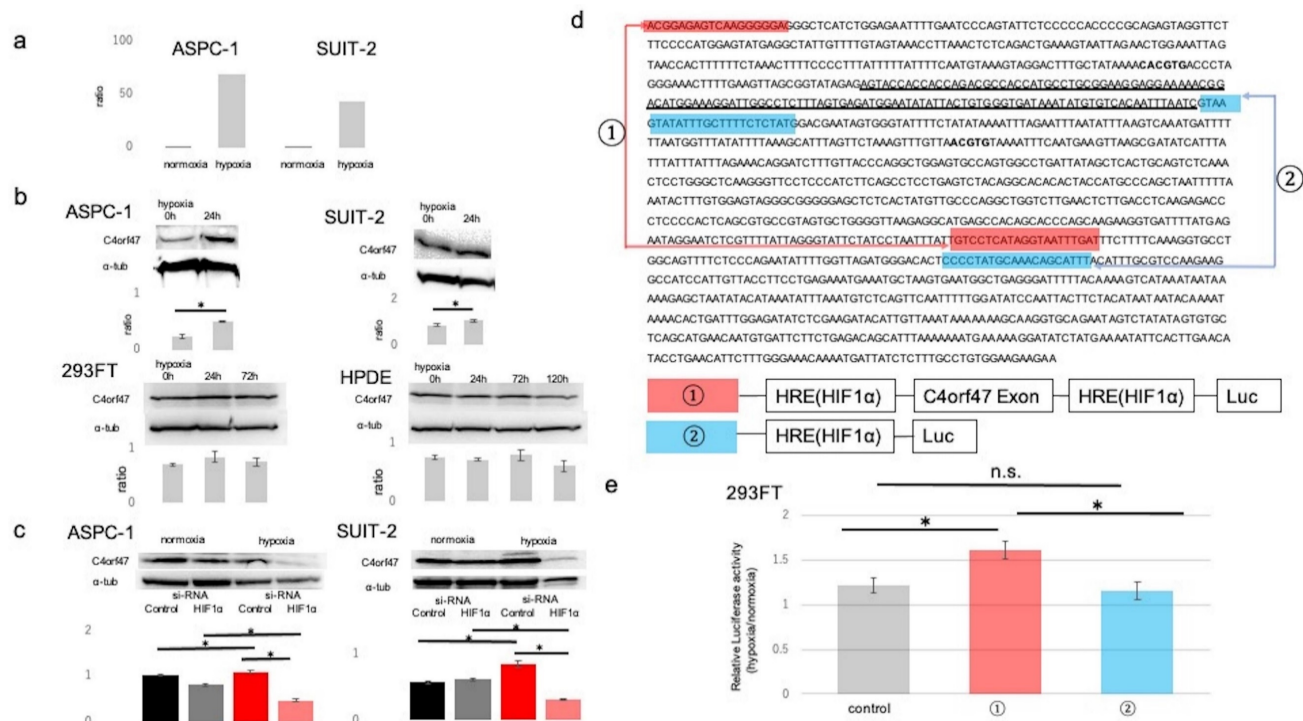 a
100
50
0
ratio
ASPC-1
SUIT-2
normoxia
hypoxia
normoxia
hypoxia
b
ASPC-1
hypoxia
0h 24h
C4orf47
α-tub
1
ratio
0
*
SUIT-2
hypoxia
0h 24h
C4orf47
α-tub
2
ratio
0
*
293FT
hypoxia
0h 24h 72h
C4orf47
α-tub
1
ratio
0
HPDE
hypoxia
0h 24h 72h 120h
C4orf47
α-tub
1
ratio
0
c
ASPC-1
normoxia hypoxia
C4orf47
α-tub
si-RNA si-RNA
Control HIF1α Control HIF1α
2
1
0
*
*
*
SUIT-2
normoxia hypoxia
C4orf47
α-tub
si-RNA si-RNA
Control HIF1α Control HIF1α
1
0
*
*
*
d
①
②
ACGGAGAGTCAAGGGGGAGGGCTCATCTGGAGAATTTTGAATCCCAGTATTCTCCCCCACCCCGCAGAGTAGGTTCT
TTCCCCATGGAGTATGAGGCTATTGTTTTGTAGTAAACCTTAAACTCTCAGACTGAAAGTAATTAGAACTGGAAATTAG
TAACCACTTTTTTCTAAACTTTTCCCCTTTATTTTTATTTTCAATGTAAAGTAGGACTTTGCTATAAAACACGTGACCCTA
GGGAAACTTTTGAAGTTAGCGGTATAGAGAGTACCACCACCAGACGCCACCATGCCTGCGGAAGGAGGAAAAACGG
ACATGGAAAGGATTGGCCTCTTTAGTGAGATGGAATATATTACTGTGGGTGATAAATATGTGTCACAATTTAATCGTAA
GTATATTTGCTTTTCTCTATGGACGAATAGTGGGTATTTTCTATATAAAATTTAGAATTTAATATTTAAGTCAAATGATTTT
TTAATGGTTTATATTTTAAAGCATTTAGTTCTAAAGTTTGTTAACGTGTAAAATTTCAATGAAGTTAAGCGATATCATTTA
TTTATTTATTTAGAAACAGGATCTTTGTTACCCAGGCTGGAGTGCCAGTGGCCTGATTATAGCTCACTGCAGTCTCAAA
CTCCTGGGCTCAAGGGTTCCTCCCATCTTCAGCCTCCTGAGTCTACAGGCACACACTACCATGCCCAGCTAATTTTTA
AATACTTTGTGGAGTAGGGCGGGGGAGCTCTCACTATGTTGCCCAGGCTGGTCTTGAACTCTTGACCTCAAGAGACC
CTCCCCACTCAGCGTGCCGTAGTGCTGGGGTTAAGAGGCATGAGCCACAGCACCCAGCAAGAAGGTGATTTTATGAG
AATAGGAATCTCGTTTTATTAGGGTATTCTATCCTAATTTATTGTCCTCATAGGTAATTTGATTTCTTTTCAAAGGTGCCT
GGCAGTTTTCTCCCAGAATATTTTGGTTAGATGGGACACTCCCCTATGCAAACAGCATTTACATTTGCGTCCAAGAAG
GCCATCCATTGTTACCTTCCTGAGAAATGAAATGCTAAGTGAATGGCTGAGGGATTTTTACAAAAGTCATAAATAATAA
AAAGAGCTAATATACATAAATATTTAAATGTCTCAGTTCAATTTTTGGATATCCAATTACTTCTACATAATAATACAAAAT
AAAACACTGATTTGGAGATATCTCGAAGATACATTGTTAAATAAAAAAAGCAAGGTGCAGAATAGTCTATATAGTGTGC
TCAGCATGAACAATGTGATTCTTCTGAGACAGCATTTAAAAAAATGAAAAAGGATATCTATGAAAATATTCACTTGAACA
TACCTGAACATTCTTTGGGAAACAAAATGATTATCTCTTTGCCTGTGGAAGAAGAA
① HRE(HIF1α) C4orf47 Exon HRE(HIF1α) Luc
② HRE(HIF1α) Luc
e
293FT
n.s.
*
*
2
1.5
1
0.5
0
Relative Luciferase activity
(hypoxia/normoxia)
control ① ②